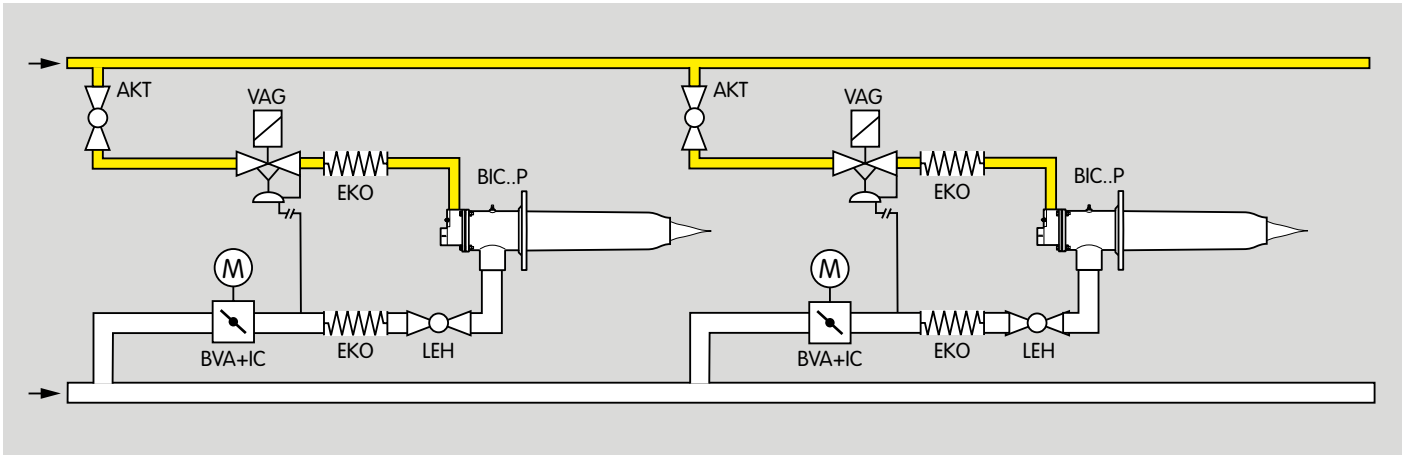 AKT
AKT
VAG
VAG
EKO
EKO
BIC..P
BIC..P
M
M
BVA+IC
EKO
LEH
BVA+IC
EKO
LEH